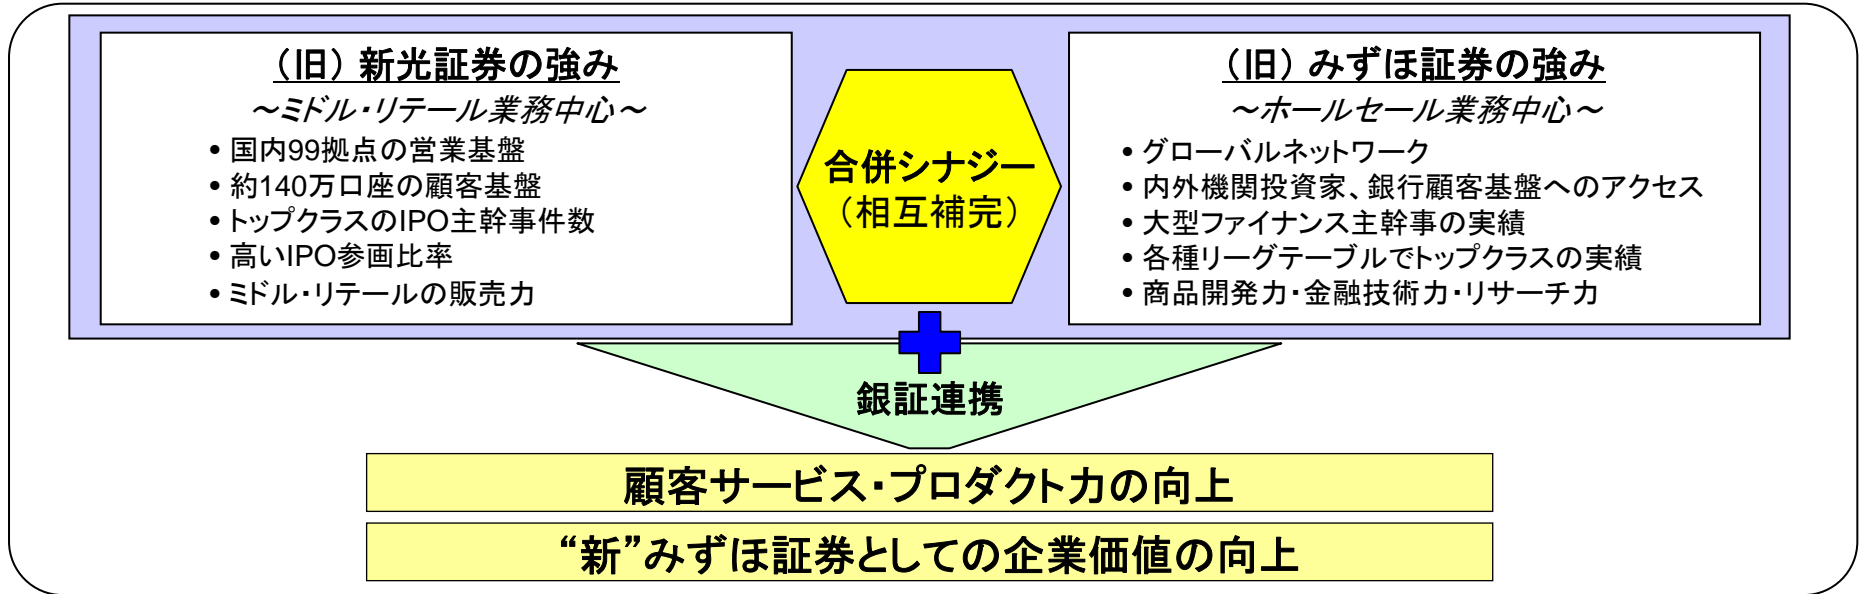 （旧）新光証券の強み
～ミドル・リテール業務中心～
• 国内99拠点の営業基盤
• 約140万口座の顧客基盤
• トップクラスのIPO主幹事件数
• 高いIPO参画比率
• ミドル・リテールの販売力
合併シナジー
（相互補完）
（旧）みずほ証券の強み
～ホールセール業務中心～
• グローバルネットワーク
• 内外機関投資家、銀行顧客基盤へのアクセス
• 大型ファイナンス主幹事の実績
• 各種リーグテーブルでトップクラスの実績
• 商品開発力・金融技術力・リサーチ力
銀証連携
顧客サービス・プロダクト力の向上
“新”みずほ証券としての企業価値の向上